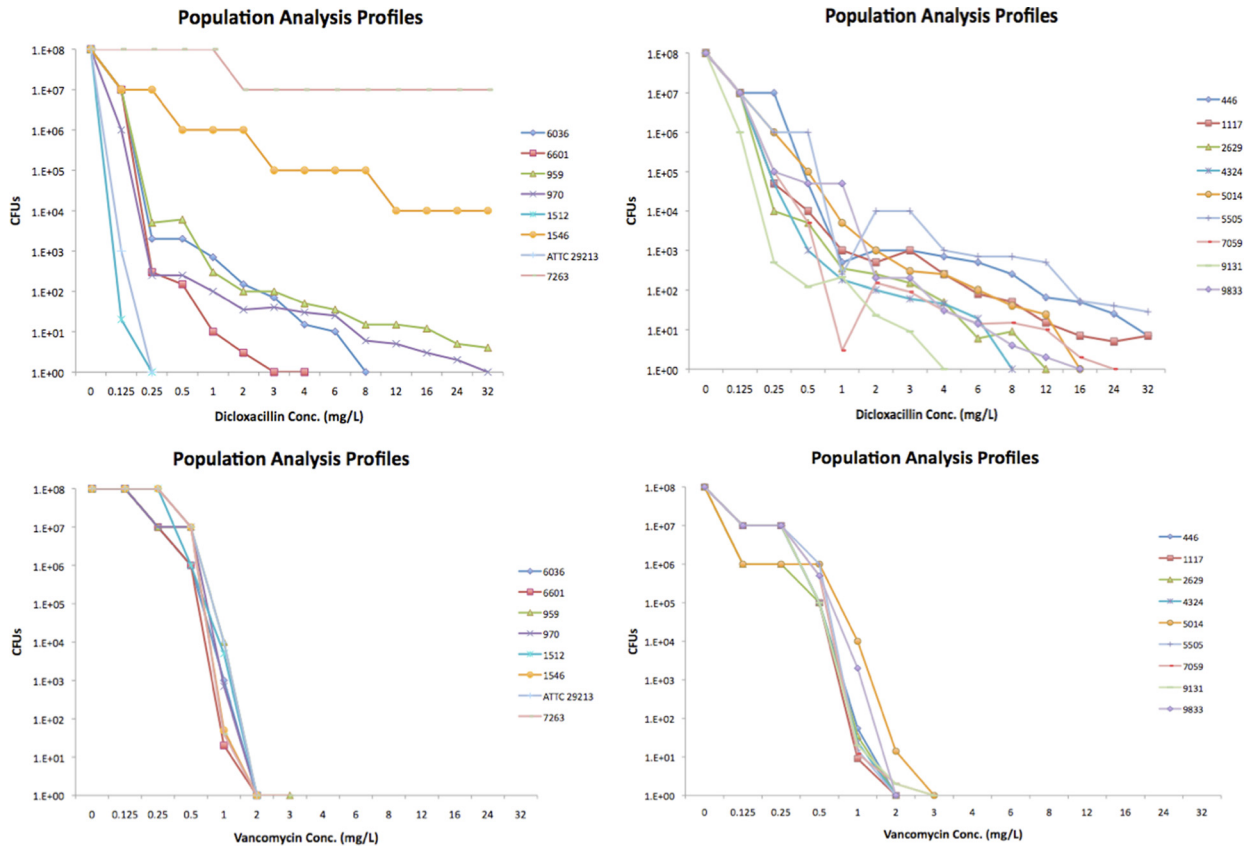 Population Analysis Profiles
1.E+08
1.E+07
1.E+06
1.E+05
1.E+04
1.E+03
1.E+02
1.E+01
1.E+00
CFUs
0 0.125 0.25 0.5 1 2 3 4 6 8 12 16 24 32
Dicloxacillin Conc. (mg/L)
6036
6601
959
970
1512
1546
ATTC 29213
7263
Population Analysis Profiles
1.E+08
1.E+07
1.E+06
1.E+05
1.E+04
1.E+03
1.E+02
1.E+01
1.E+00
CFUs
0 0.125 0.25 0.5 1 2 3 4 6 8 12 16 24 32
Dicloxacillin Conc. (mg/L)
446
1117
2629
4324
5014
5505
7059
9131
9833
Population Analysis Profiles
1.E+08
1.E+07
1.E+06
1.E+05
1.E+04
1.E+03
1.E+02
1.E+01
1.E+00
CFUs
0 0.125 0.25 0.5 1 2 3 4 6 8 12 16 24 32
Vancomycin Conc. (mg/L)
6036
6601
959
970
1512
1546
ATTC 29213
7263
Population Analysis Profiles
1.E+08
1.E+07
1.E+06
1.E+05
1.E+04
1.E+03
1.E+02
1.E+01
1.E+00
CFUs
0 0.125 0.25 0.5 1 2 3 4 6 8 12 16 24 32
Vancomycin Conc. (mg/L)
446
1117
2629
4324
5014
5505
7059
9131
9833